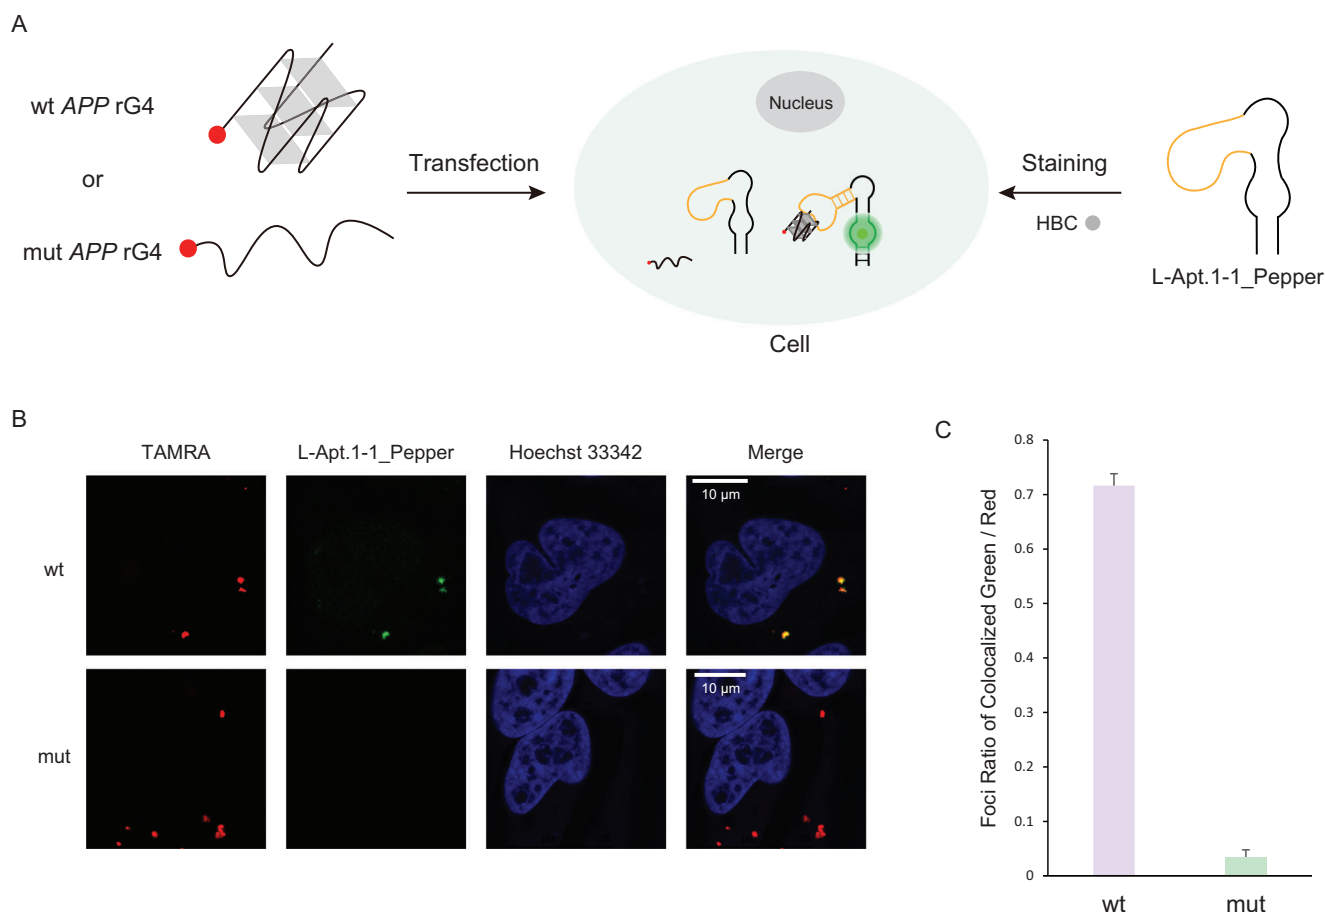 A
wt APP rG4
or
mut APP rG4
Transfection
Nucleus
Cell
Staining
HBC
L-Apt.1-1_Pepper
B
TAMRA
L-Apt.1-1_Pepper
Hoechst 33342
Merge
wt
10 µm
mut
10 µm
C
Foci Ratio of Colocalized Green / Red
0.8
0.7
0.6
0.5
0.4
0.3
0.2
0.1
0
wt
mut